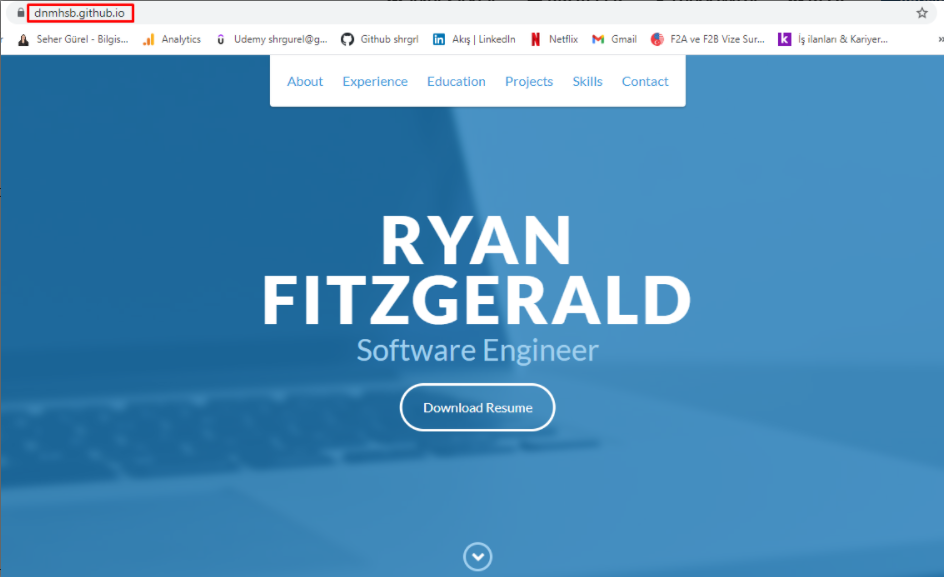 dnmhsb.github.io
Seher Gürel - Bilgis... Analytics Udemy shrgurel@g... Github shrgrl Akış | LinkedIn Netflix Gmail F2A ve F2B Vize Sur... İş ilanları & Kariyer... »
About Experience Education Projects Skills Contact
RYAN
FITZGERALD
Software Engineer
Download Resume